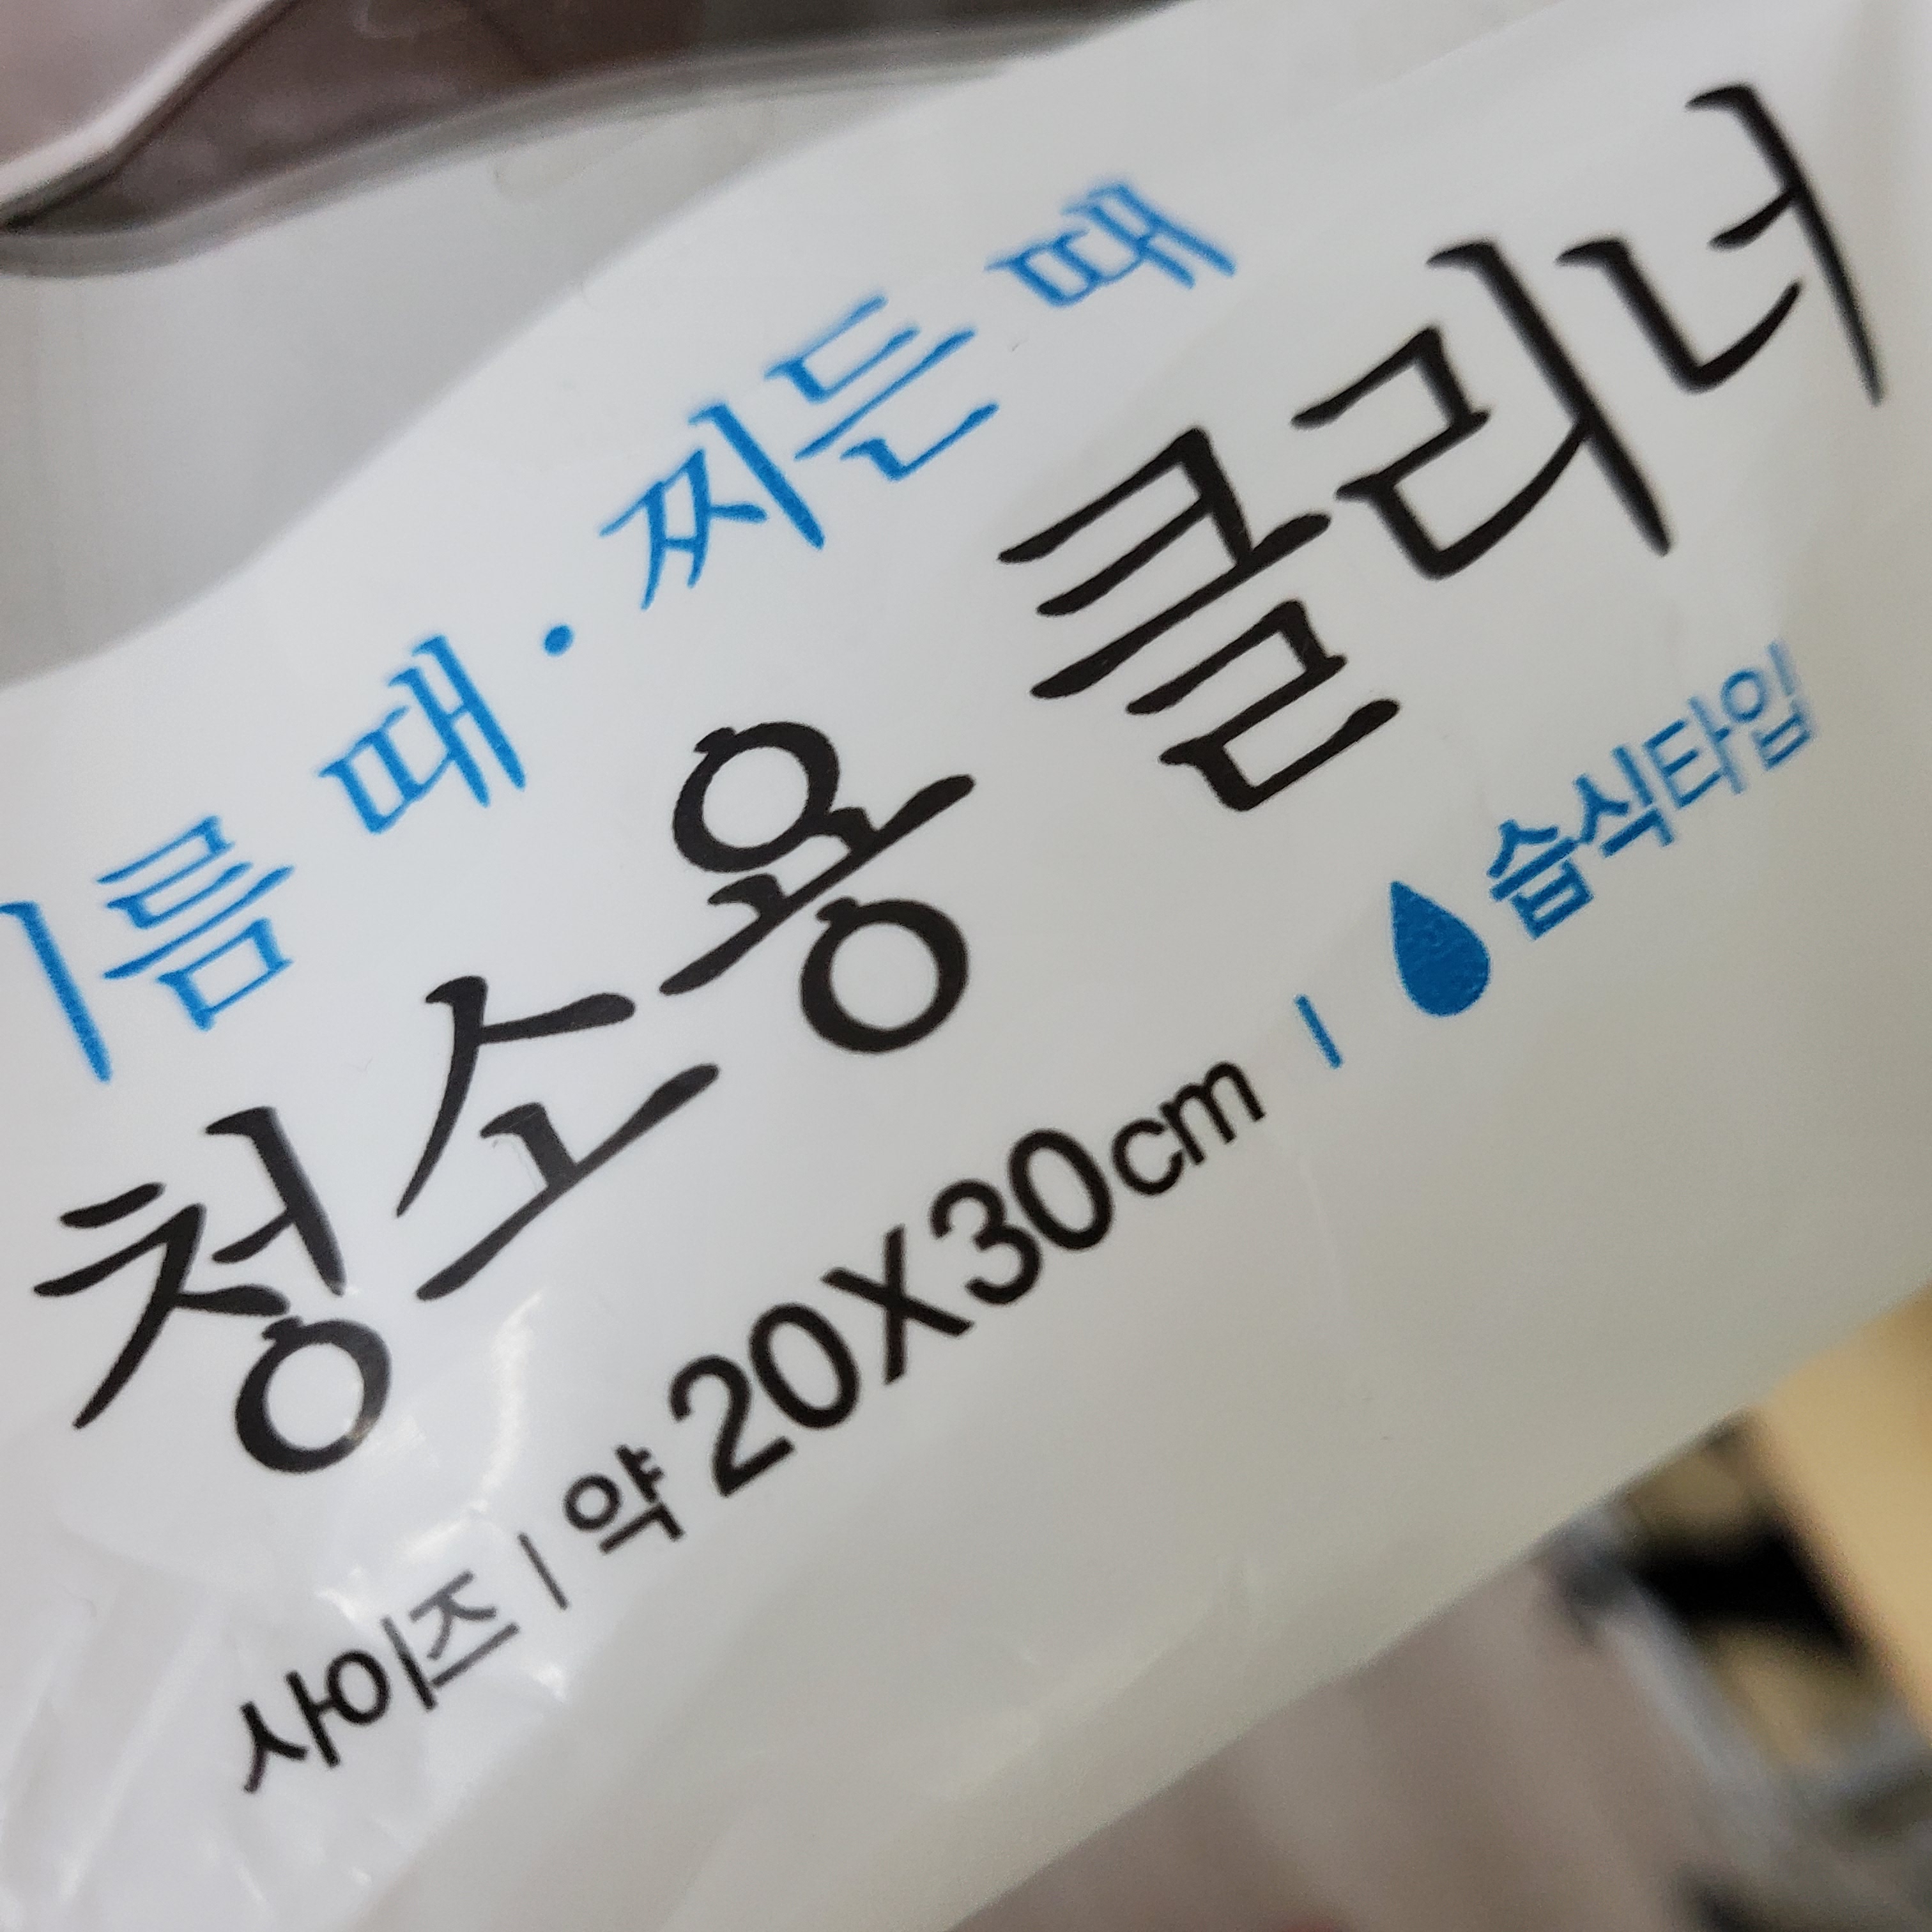 기름 때·찌든 때
청소용 클리너
사이즈 | 약 20X30cm | 습식타입